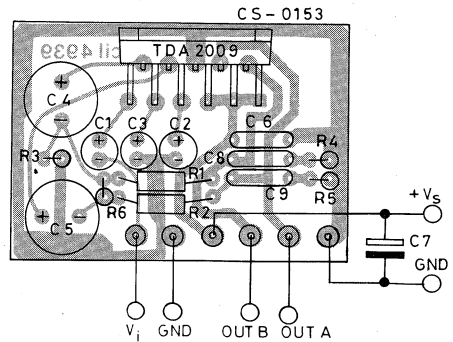 CS-0153
TDA 2009
C4
C1 C3 C2 C6
R3 C8 R4
R1
C9 R5
R6 R2
C5
+Vs
C7
GND
Vi GND OUT B OUT A